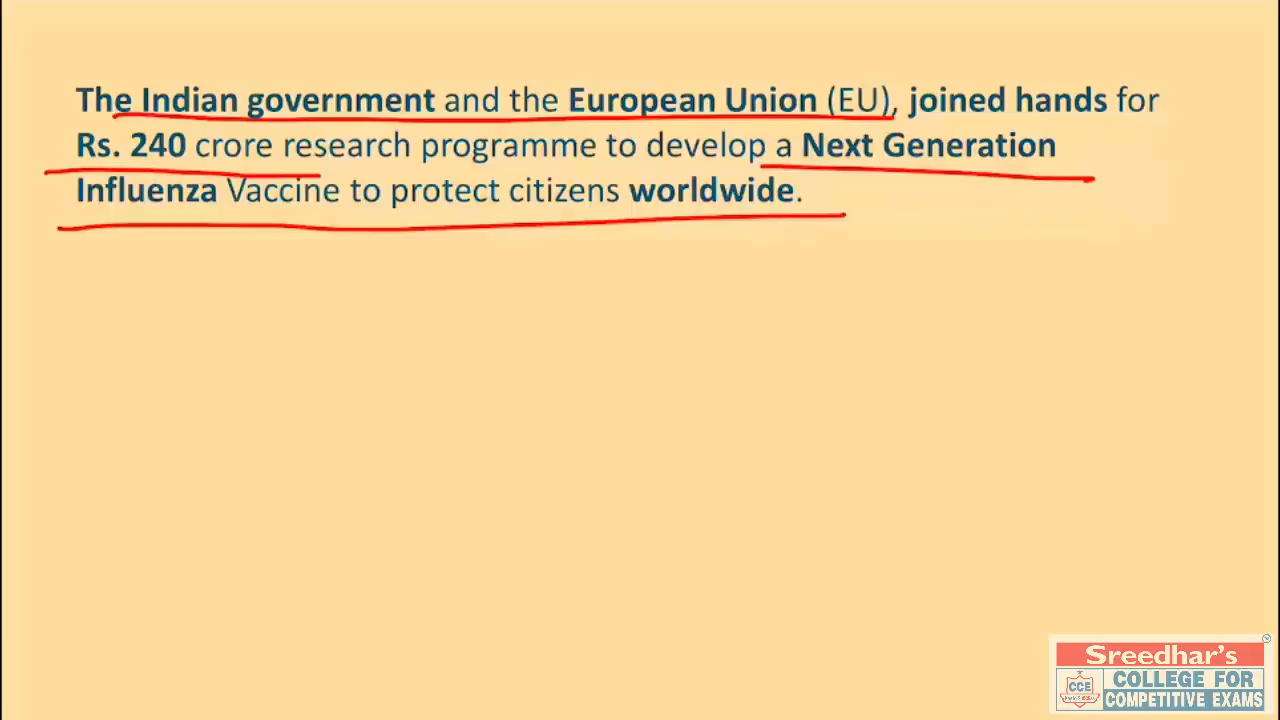 The Indian government and the European Union (EU), joined hands for
Rs. 240 crore research programme to develop a Next Generation
Influenza Vaccine to protect citizens worldwide.
Sreedhar's
CCE
COLLEGE FOR
COMPETITIVE EXAMS